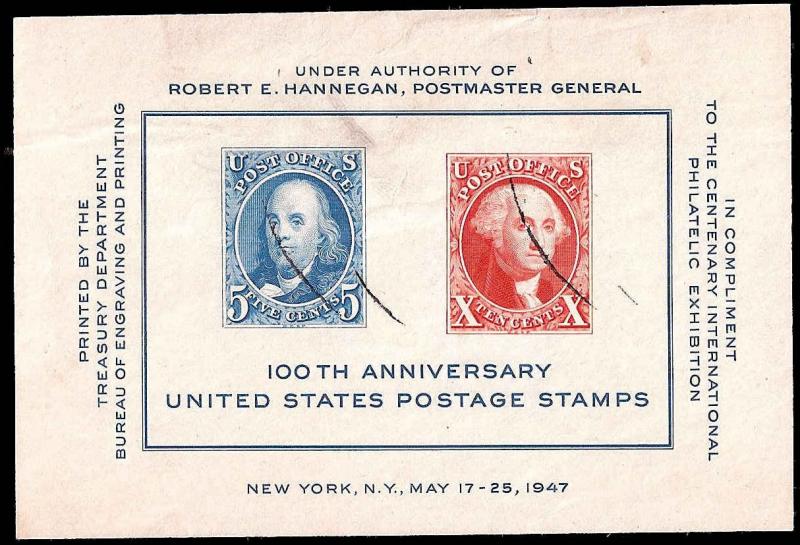 UNDER AUTHORITY OF
ROBERT E. HANNEGAN, POSTMASTER GENERAL
PRINTED BY THE
TREASURY DEPARTMENT
BUREAU OF ENGRAVING AND PRINTING
U S
POST OFFICE
5 FIVE CENTS 5
U S
POST OFFICE
X TEN CENTS X
100TH ANNIVERSARY
UNITED STATES POSTAGE STAMPS
IN COMPLIMENT
TO THE CENTENARY INTERNATIONAL
PHILATELIC EXHIBITION
NEW YORK, N.Y., MAY 17-25, 1947